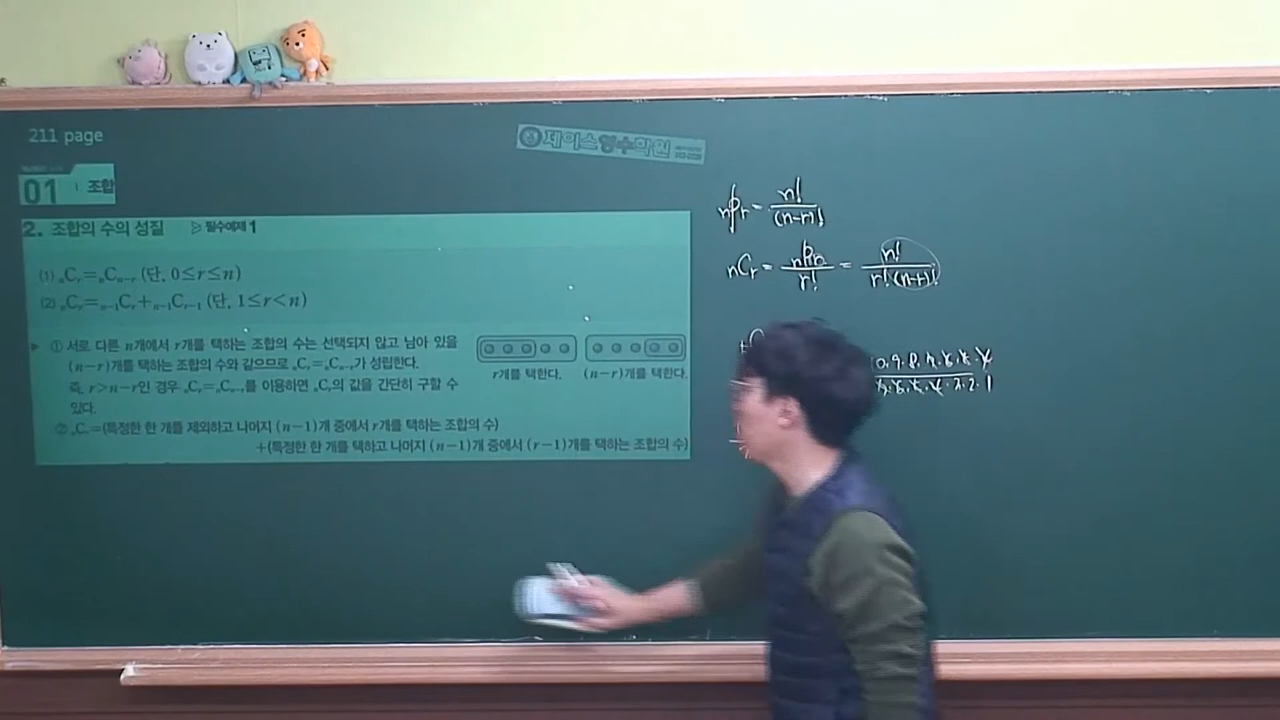 211 page
제이스영수학원
01 조합
2. 조합의 수의 성질 ▷ 필수예제 1
(1) ₙCᵣ=ₙCₙ₋ᵣ (단, 0≤r≤n)
(2) ₙCᵣ=ₙ₋₁Cᵣ+ₙ₋₁Cᵣ₋₁ (단, 1≤r<n)
▶ ① 서로 다른 n개에서 r개를 택하는 조합의 수는 선택되지 않고 남아 있을
(n-r)개를 택하는 조합의 수와 같으므로 ₙCᵣ=ₙCₙ₋ᵣ가 성립한다.
즉, r>n-r인 경우 ₙCᵣ=ₙCₙ₋ᵣ를 이용하면 ₙCᵣ의 값을 간단히 구할 수
있다.
r개를 택한다. (n-r)개를 택한다.
② ₙCᵣ=(특정한 한 개를 제외하고 나머지 (n-1)개 중에서 r개를 택하는 조합의 수)
+(특정한 한 개를 택하고 나머지 (n-1)개 중에서 (r-1)개를 택하는 조합의 수)
nPr = n!/(n-r)!
nCr = nPr/r! = n!/r!(n-r)!